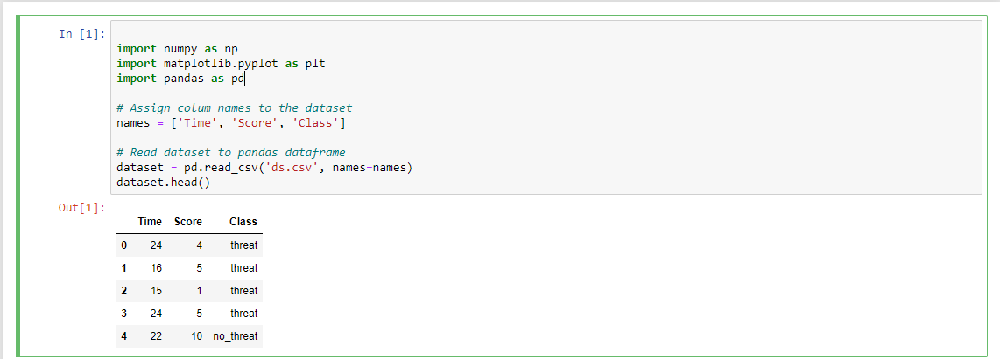 In [1]:
import numpy as np
import matplotlib.pyplot as plt
import pandas as pd
# Assign colum names to the dataset
names = ['Time', 'Score', 'Class']
# Read dataset to pandas dataframe
dataset = pd.read_csv('ds.csv', names=names)
dataset.head()
Out[1]:
Time Score Class
0 24 4 threat
1 16 5 threat
2 15 1 threat
3 24 5 threat
4 22 10 no_threat